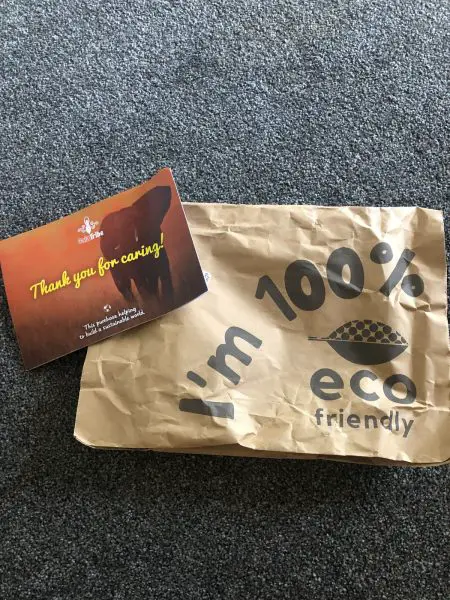 Thank you for caring!
This purchase helping
to build a sustainable world.
I'm 100%
eco
friendly